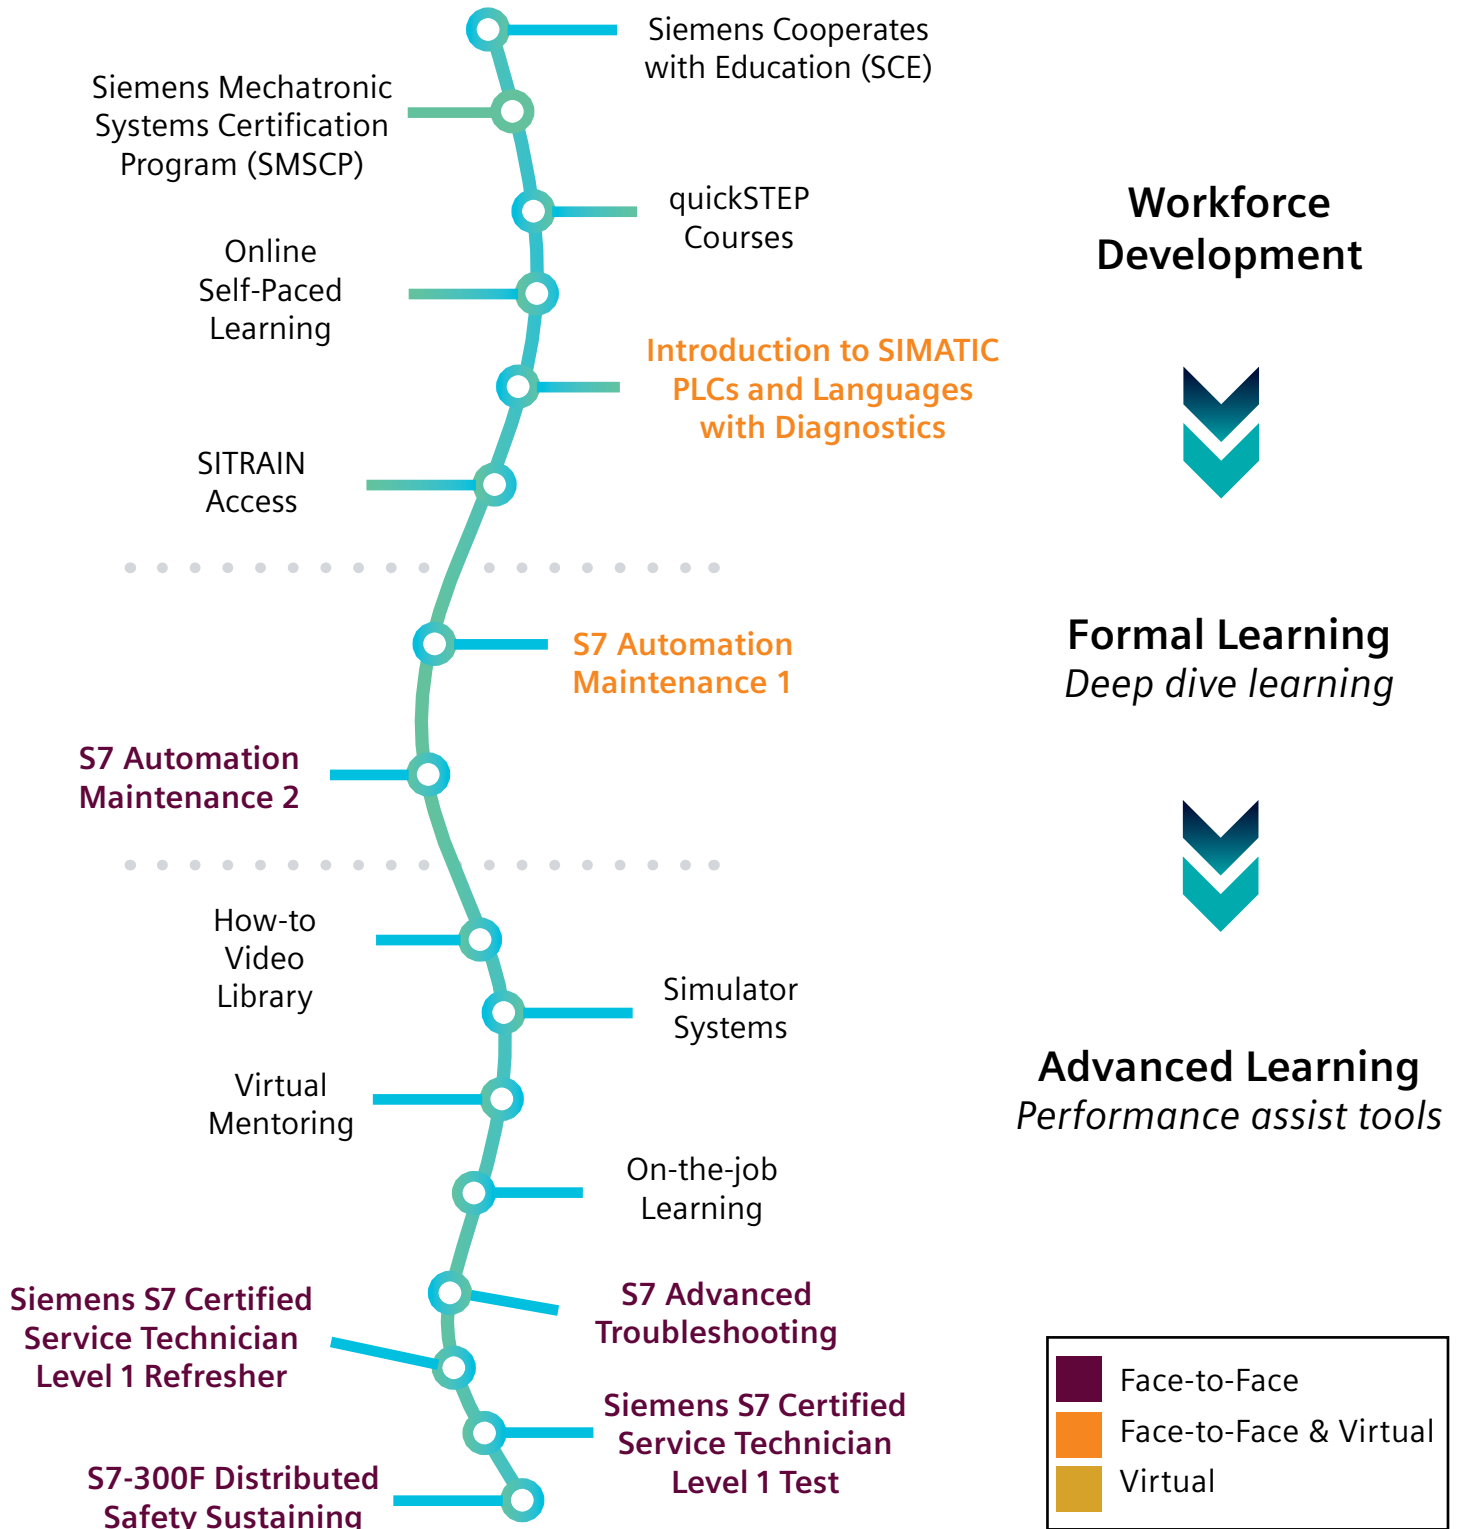 Siemens Cooperates
with Education (SCE)
Siemens Mechatronic
Systems Certification
Program (SMSCP)
quickSTEP
Courses
Online
Self-Paced
Learning
Introduction to SIMATIC
PLCs and Languages
with Diagnostics
SITRAIN
Access
Workforce
Development
S7 Automation
Maintenance 1
S7 Automation
Maintenance 2
Formal Learning
Deep dive learning
How-to
Video
Library
Simulator
Systems
Virtual
Mentoring
On-the-job
Learning
Advanced Learning
Performance assist tools
S7 Advanced
Troubleshooting
Siemens S7 Certified
Service Technician
Level 1 Refresher
Siemens S7 Certified
Service Technician
Level 1 Test
S7-300F Distributed
Safety Sustaining
Face-to-Face
Face-to-Face & Virtual
Virtual